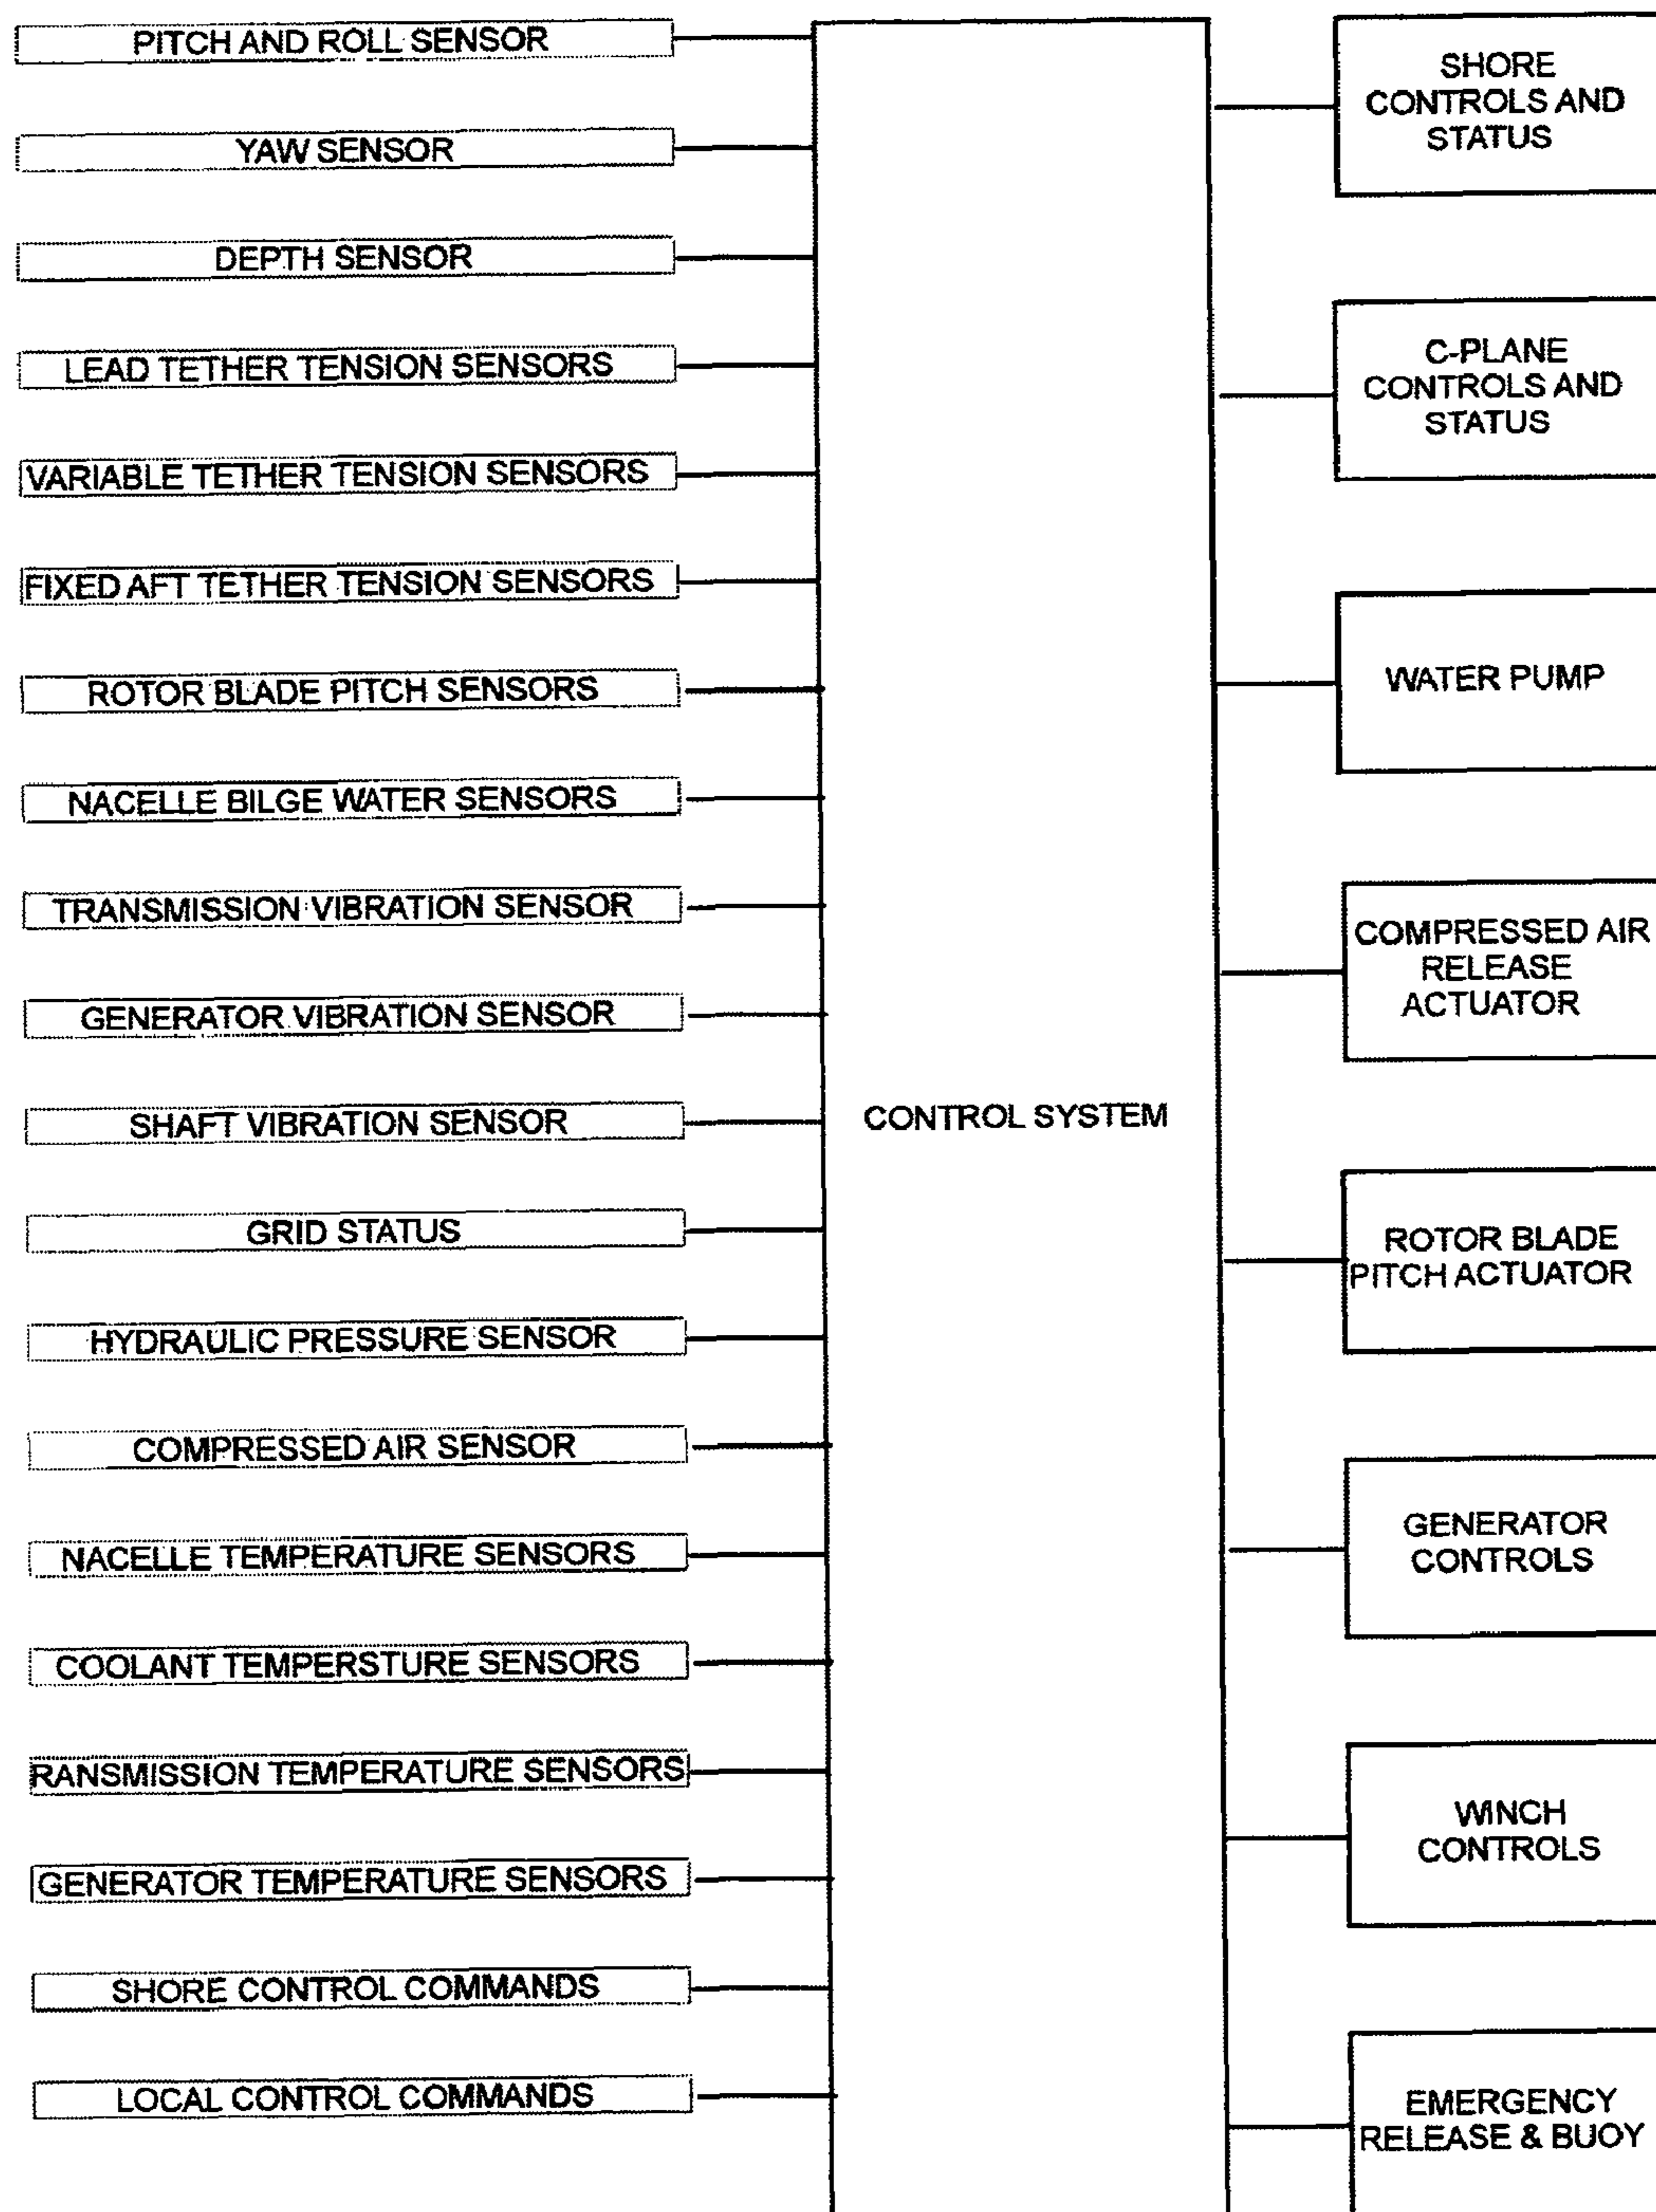 PITCH AND ROLL SENSOR
YAW SENSOR
DEPTH SENSOR
LEAD TETHER TENSION SENSORS
VARIABLE TETHER TENSION SENSORS
FIXED AFT TETHER TENSION SENSORS
ROTOR BLADE PITCH SENSORS
NACELLE BILGE WATER SENSORS
TRANSMISSION VIBRATION SENSOR
GENERATOR VIBRATION SENSOR
SHAFT VIBRATION SENSOR
GRID STATUS
HYDRAULIC PRESSURE SENSOR
COMPRESSED AIR SENSOR
NACELLE TEMPERATURE SENSORS
COOLANT TEMPERSTURE SENSORS
RANSMISSION TEMPERATURE SENSORS
GENERATOR TEMPERATURE SENSORS
SHORE CONTROL COMMANDS
LOCAL CONTROL COMMANDS
CONTROL SYSTEM
SHORE
CONTROLS AND
STATUS
C-PLANE
CONTROLS AND
STATUS
WATER PUMP
COMPRESSED AIR
RELEASE
ACTUATOR
ROTOR BLADE
PITCH ACTUATOR
GENERATOR
CONTROLS
WINCH
CONTROLS
EMERGENCY
RELEASE & BUOY